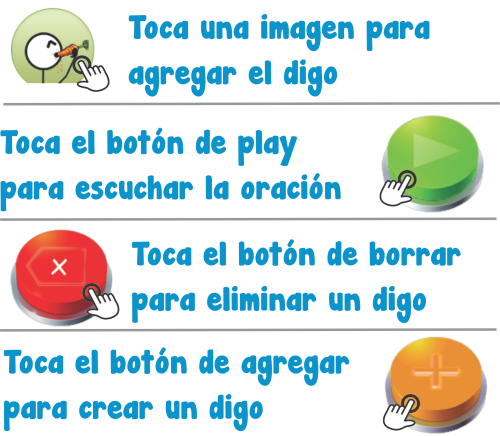 Toca una imagen para
agregar el digo
Toca el botón de play
para escuchar la oración
Toca el botón de borrar
para eliminar un digo
Toca el botón de agregar
para crear un digo